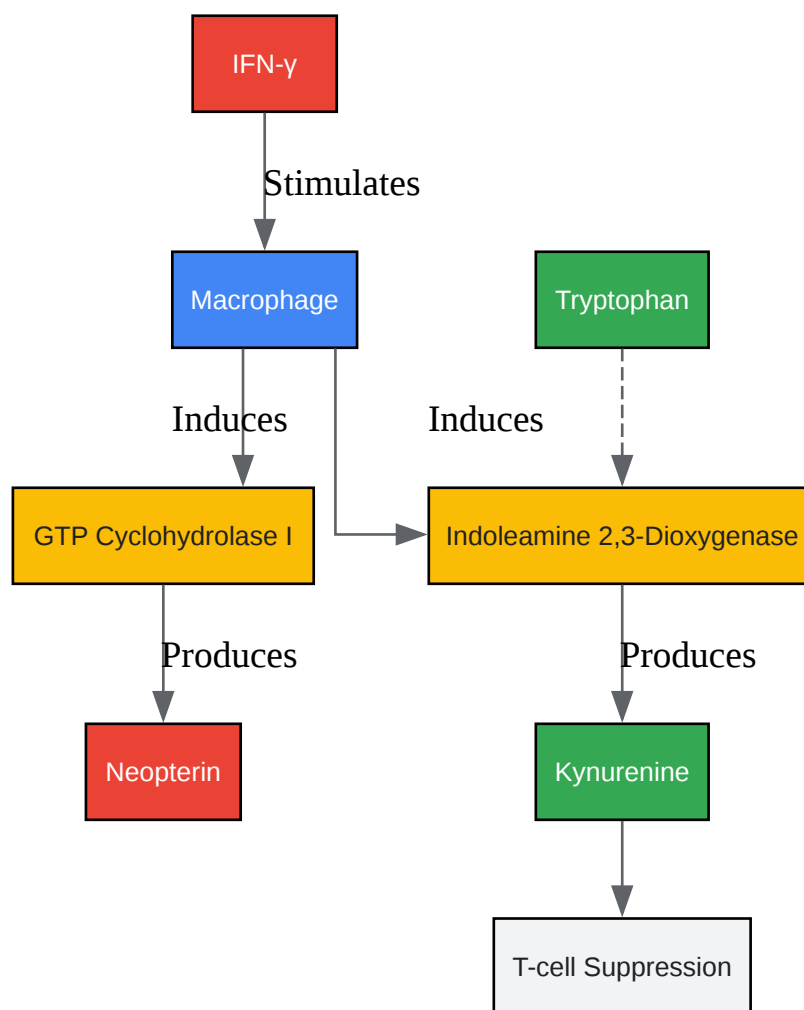 IFN-γ
Stimulates
Macrophage
Tryptophan
Induces
Induces
GTP Cyclohydrolase I
Indoleamine 2,3-Dioxygenase
Produces
Produces
Neopterin
Kynurenine
T-cell Suppression